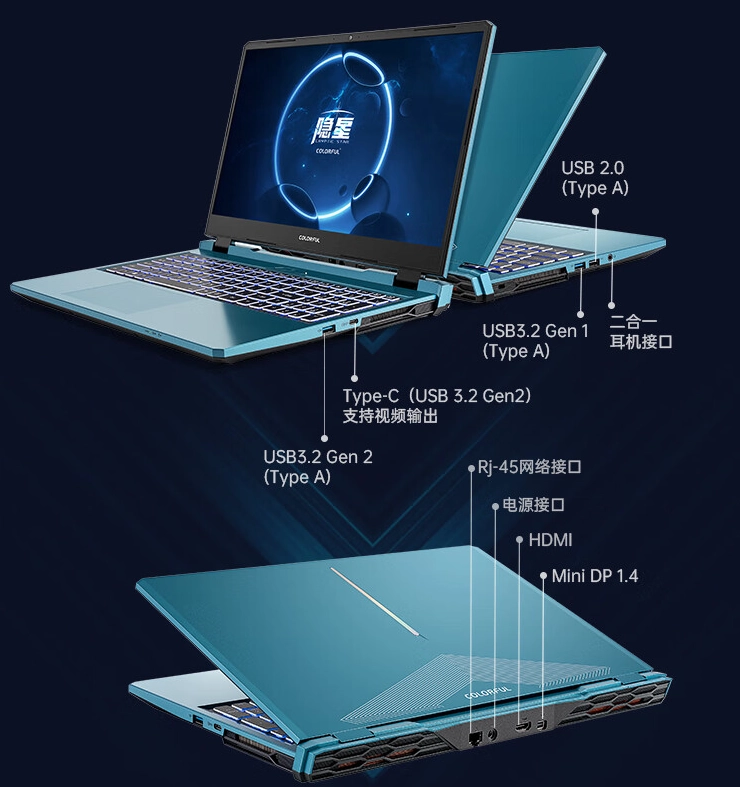 隐星
COLORFUL
COLORFUL
USB 2.0
(Type A)
USB3.2 Gen 1
(Type A)
二合一
耳机接口
Type-C（USB 3.2 Gen2）
支持视频输出
USB3.2 Gen 2
(Type A)
Rj-45网络接口
电源接口
HDMI
Mini DP 1.4
COLORFUL